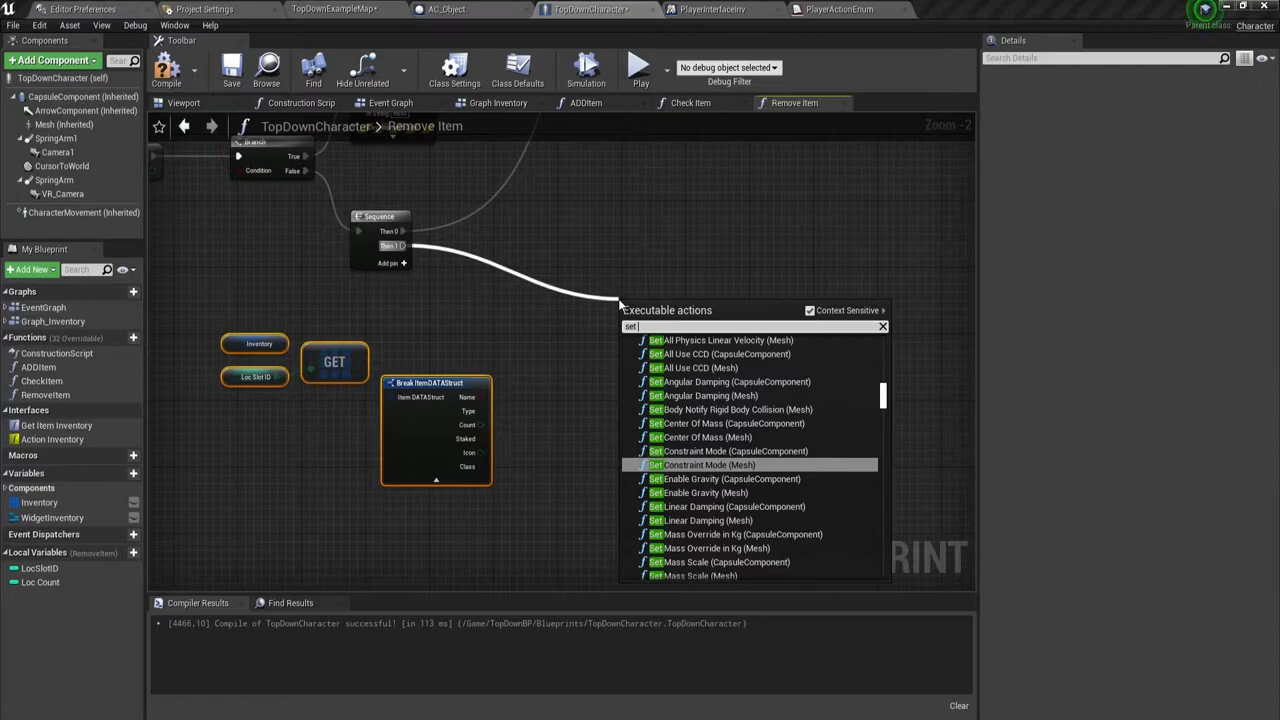 Editor Preferences
Project Settings
TopDownExampleMap*
AC_Object
TopDownCharacter*
PlayerInterfaceInv
PlayerActionEnum
File
Edit
Asset
View
Debug
Window
Help
Parent class: Character
Components
Toolbar
Details
+ Add Component
Sear
Search Details
TopDownCharacter (self)
CapsuleComponent (Inherited)
ArrowComponent (Inherited)
Mesh (Inherited)
SpringArm1
Camera1
CursorToWorld
SpringArm
VR_Camera
CharacterMovement (Inherited)
Compile
Save
Browse
Find
Hide Unrelated
Class Settings
Class Defaults
Simulation
Play
No debug object selected
Debug Filter
Viewport
Construction Scrip
Event Graph
Graph Inventory
ADDItem
Check Item
Remove Item
TopDownCharacter > Remove Item
Zoom -2
Branch
True
Condition
False
Sequence
Then 0
Then 1
Add pin +
Inventory
Loc Slot ID
GET
Break ItemDATAStruct
Item DATAStruct
Name
Type
Count
Staked
Icon
Class
Executable actions
Context Sensitive
set
Set All Physics Linear Velocity (Mesh)
Set All Use CCD (CapsuleComponent)
Set All Use CCD (Mesh)
Set Angular Damping (CapsuleComponent)
Set Angular Damping (Mesh)
Set Body Notify Rigid Body Collision (Mesh)
Set Center Of Mass (CapsuleComponent)
Set Center Of Mass (Mesh)
Set Constraint Mode (CapsuleComponent)
Set Constraint Mode (Mesh)
Set Enable Gravity (CapsuleComponent)
Set Enable Gravity (Mesh)
Set Linear Damping (CapsuleComponent)
Set Linear Damping (Mesh)
Set Mass Override in Kg (CapsuleComponent)
Set Mass Override in Kg (Mesh)
Set Mass Scale (CapsuleComponent)
Set Mass Scale (Mesh)
RINT
My Blueprint
+ Add New
Search
Graphs
EventGraph
Graph_Inventory
Functions (32 Overridable)
ConstructionScript
ADDItem
CheckItem
RemoveItem
Interfaces
Get Item Inventory
Action Inventory
Macros
Variables
Components
Inventory
WidgetInventory
Event Dispatchers
Local Variables (RemoveItem)
LocSlotID
Loc Count
Compiler Results
Find Results
[4466,10] Compile of TopDownCharacter successful! [in 113 ms] (/Game/TopDownBP/Blueprints/TopDownCharacter.TopDownCharacter)
Clear